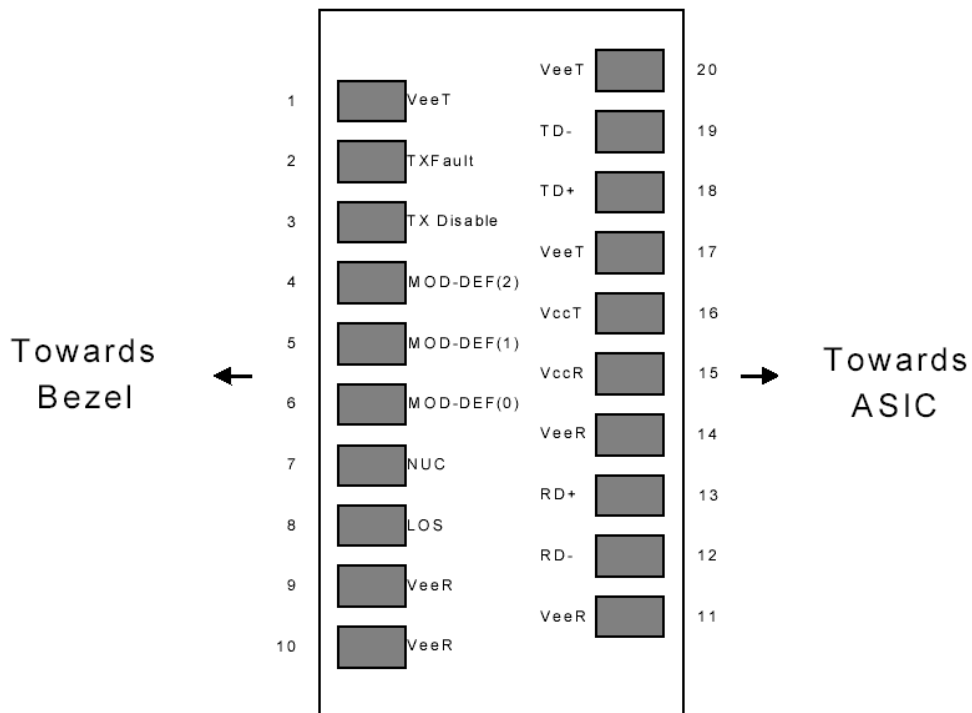 VeeT 20
1 VeeT
TD- 19
2 TXFault
TD+ 18
3 TX Disable
VeeT 17
4 MOD-DEF(2)
VccT 16
5 MOD-DEF(1)
Towards
Bezel
VccR 15
Towards
ASIC
6 MOD-DEF(0)
VeeR 14
7 NUC
RD+ 13
8 LOS
RD- 12
9 VeeR
VeeR 11
10 VeeR